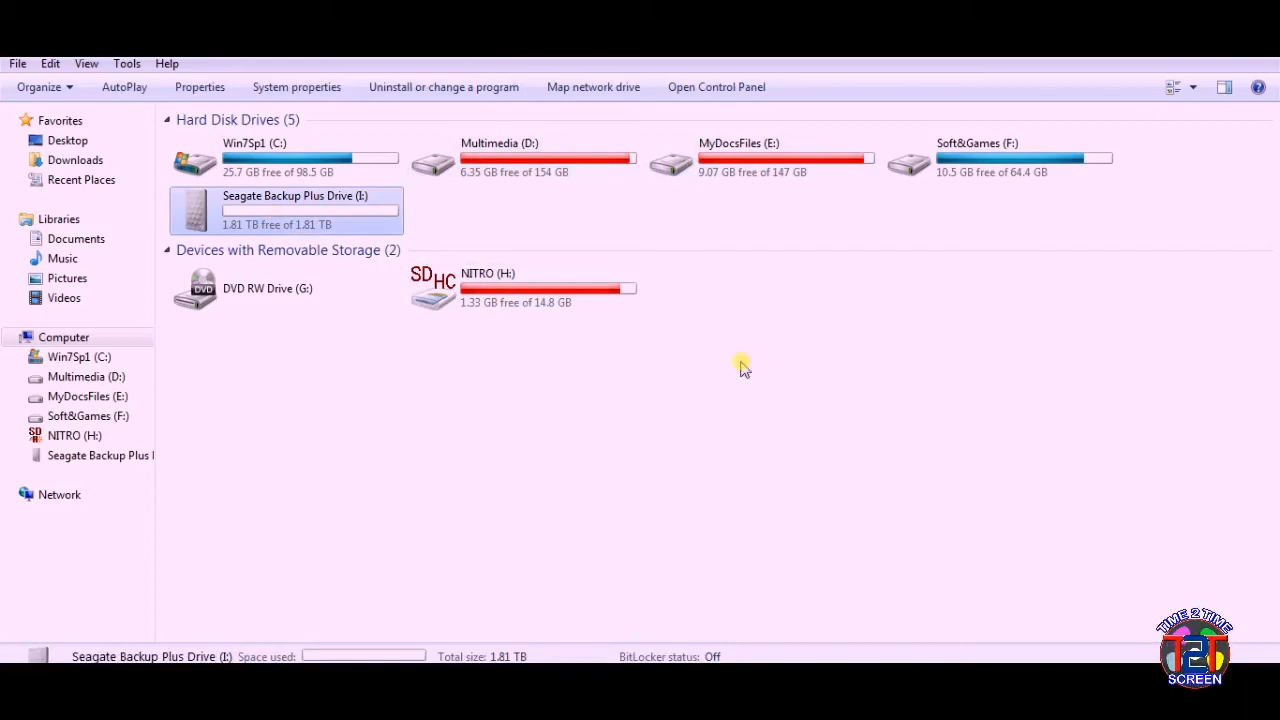 File Edit View Tools Help
Organize AutoPlay Properties System properties Uninstall or change a program Map network drive Open Control Panel
Favorites
Desktop
Downloads
Recent Places
Libraries
Documents
Music
Pictures
Videos
Computer
Win7Sp1 (C:)
Multimedia (D:)
MyDocsFiles (E:)
Soft&Games (F:)
NITRO (H:)
Seagate Backup Plus
Network
Hard Disk Drives (5)
Win7Sp1 (C:)
25.7 GB free of 98.5 GB
Multimedia (D:)
6.35 GB free of 154 GB
MyDocsFiles (E:)
9.07 GB free of 147 GB
Soft&Games (F:)
10.5 GB free of 64.4 GB
Seagate Backup Plus Drive (I:)
1.81 TB free of 1.81 TB
Devices with Removable Storage (2)
DVD
DVD RW Drive (G:)
SDHC
NITRO (H:)
1.33 GB free of 14.8 GB
Seagate Backup Plus Drive (I:) Space used: Total size: 1.81 TB BitLocker status: Off
TIME 2 TIME
T2T
SCREEN